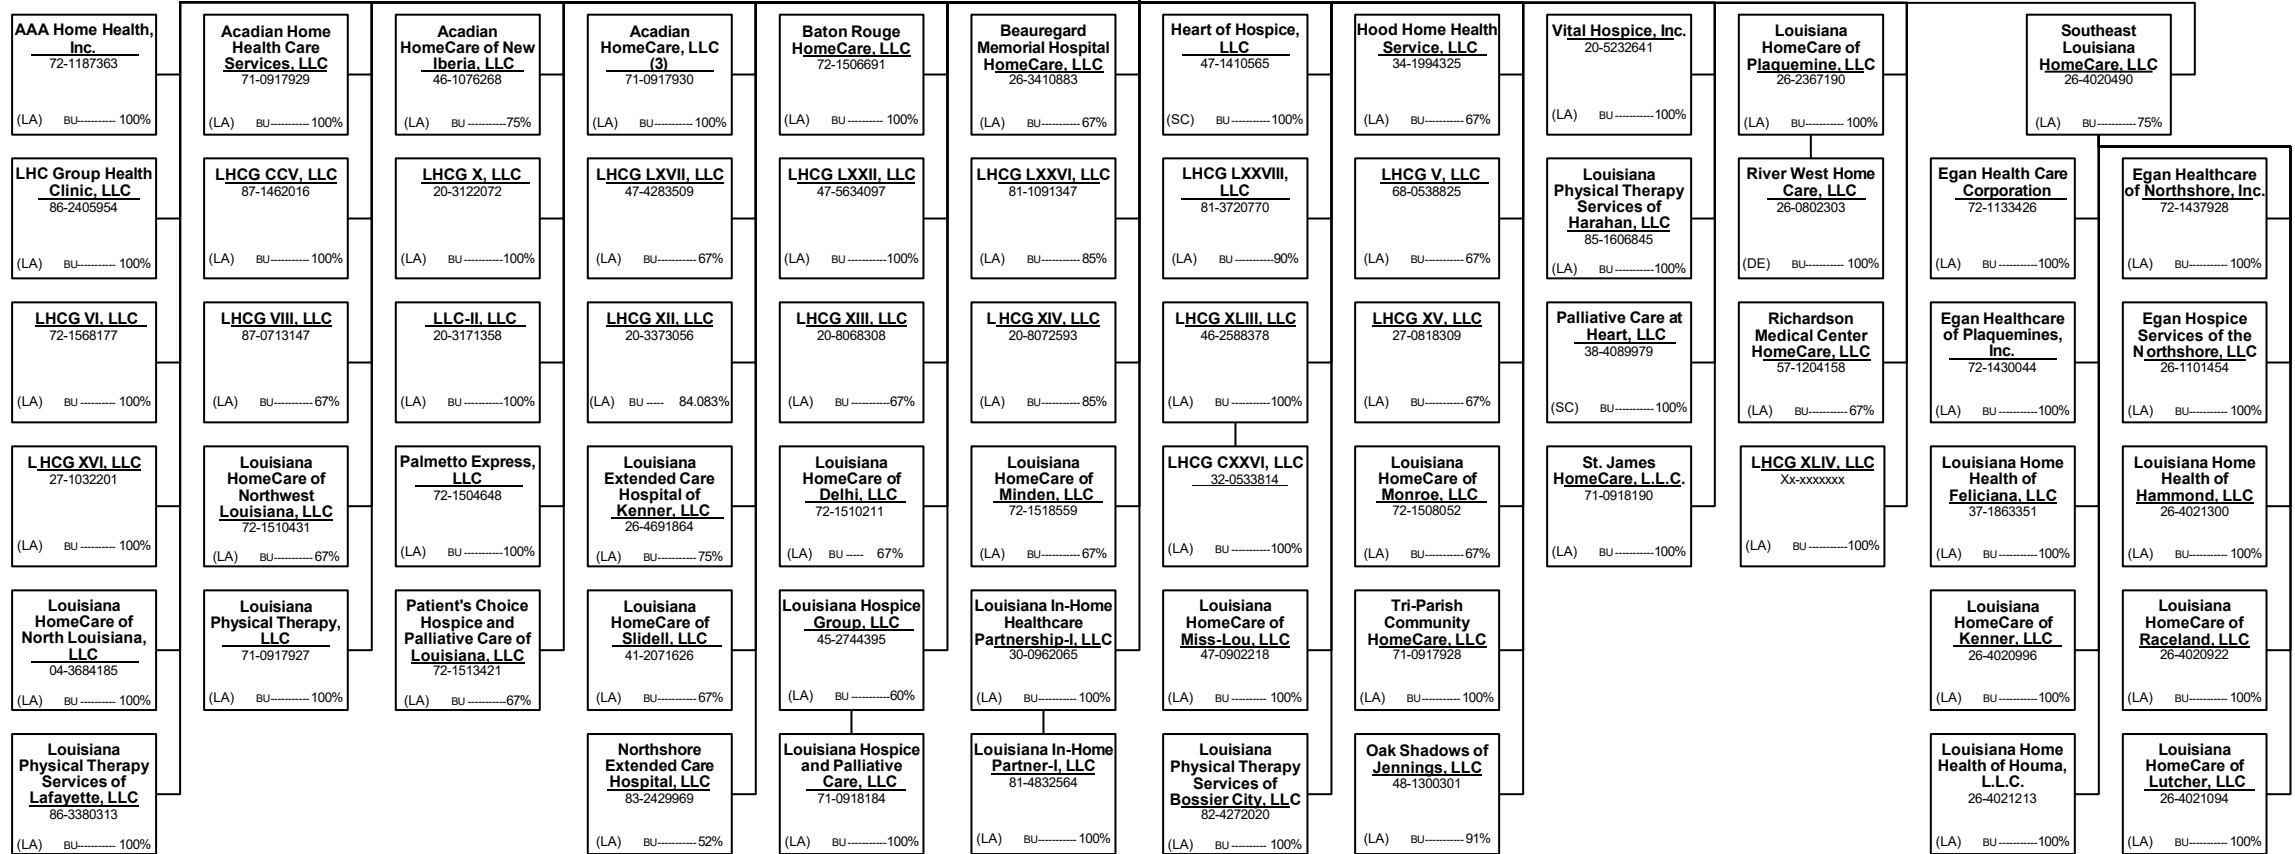 AAA Home Health,
Inc.
72-1187363
(LA) BU----------- 100%
Acadian Home
Health Care
Services, LLC
71-0917929
(LA) BU----------- 100%
Acadian
HomeCare of New
Iberia, LLC
46-1076268
(LA) BU -----------75%
Acadian
HomeCare, LLC
(3)
71-0917930
(LA) BU----------- 100%
Baton Rouge
HomeCare, LLC
72-1506691
(LA) BU ---------- 100%
Beauregard
Memorial Hospital
HomeCare, LLC
26-3410883
(LA) BU----------- 67%
Heart of Hospice,
LLC
47-1410565
(SC) BU -----------100%
Hood Home Health
Service, LLC
34-1994325
(LA) BU----------- 67%
Vital Hospice, Inc.
20-5232641
(LA) BU -----------100%
Louisiana
HomeCare of
Plaquemine, LLC
26-2367190
(LA) BU----------- 100%
Southeast
Louisiana
HomeCare, LLC
26-4020490
(LA) BU-----------75%
LHC Group Health
Clinic, LLC
86-2405954
(LA) BU----------- 100%
LHCG CCV, LLC
87-1462016
(LA) BU----------- 100%
LHCG X, LLC
20-3122072
(LA) BU -----------100%
LHCG LXVII, LLC
47-4283509
(LA) BU -----------67%
LHCG LXXII, LLC
47-5634097
(LA) BU -----------100%
LHCG LXXVI, LLC
81-1091347
(LA) BU----------- 85%
LHCG LXXVIII,
LLC
81-3720770
(LA) BU -----------90%
LHCG V, LLC
68-0538825
(LA) BU----------- 67%
Louisiana
Physical Therapy
Services of
Harahan, LLC
85-1606845
(LA) BU -----------100%
River West Home
Care, LLC
26-0802303
(DE) BU----------- 100%
Egan Health Care
Corporation
72-1133426
(LA) BU -----------100%
Egan Healthcare
of Northshore, Inc.
72-1437928
(LA) BU----------- 100%
LHCG VI, LLC
72-1568177
(LA) BU ---------- 100%
LHCG VIII, LLC
87-0713147
(LA) BU-----------67%
LLC-II, LLC
20-3171358
(LA) BU -----------100%
LHCG XII, LLC
20-3373056
(LA) BU ----- 84.083%
LHCG XIII, LLC
20-8068308
(LA) BU -----------67%
LHCG XIV, LLC
20-8072593
(LA) BU----------- 85%
LHCG XLIII, LLC
46-2588378
(LA) BU -----------100%
LHCG XV, LLC
27-0818309
(LA) BU----------- 67%
Palliative Care at
Heart, LLC
38-4089979
(SC) BU-----------100%
Richardson
Medical Center
HomeCare, LLC
57-1204158
(LA) BU-----------67%
Egan Healthcare
of Plaquemines,
Inc.
72-1430044
(LA) BU -----------100%
Egan Hospice
Services of the
Northshore, LLC
26-1101454
(LA) BU----------- 100%
LHCG XVI, LLC
27-1032201
(LA) BU ---------- 100%
Louisiana
HomeCare of
Northwest
Louisiana, LLC
72-1510431
(LA) BU-----------67%
Palmetto Express,
LLC
72-1504648
(LA) BU -----------100%
Louisiana
Extended Care
Hospital of
Kenner, LLC
26-4691864
(LA) BU-----------75%
Louisiana
HomeCare of
Delhi, LLC
72-1510211
(LA) BU ----- 67%
Louisiana
HomeCare of
Minden, LLC
72-1518559
(LA) BU----------- 67%
LHCG CXXVI, LLC
32-0533814
(LA) BU -----------100%
Louisiana
HomeCare of
Monroe, LLC
72-1508052
(LA) BU-----------67%
St. James
HomeCare, L.L.C.
71-0918190
(LA) BU -----------100%
LHCG XLIV, LLC
Xx-xxxxxxx
(LA) BU -----------100%
Louisiana Home
Health of
Feliciana, LLC
37-1863351
(LA) BU -----------100%
Louisiana Home
Health of
Hammond, LLC
26-4021300
(LA) BU----------- 100%
Louisiana
HomeCare of
North Louisiana,
LLC
04-3684185
(LA) BU ---------- 100%
Louisiana
Physical Therapy,
LLC
71-0917927
(LA) BU-----------100%
Patient's Choice
Hospice and
Palliative Care of
Louisiana, LLC
72-1513421
(LA) BU -----------67%
Louisiana
HomeCare of
Slidell, LLC
41-2071626
(LA) BU-----------67%
Louisiana Hospice
Group, LLC
45-2744395
(LA) BU -----------60%
Louisiana In-Home
Healthcare
Partnership-I, LLC
30-0962065
(LA) BU----------- 100%
Louisiana
HomeCare of
Miss-Lou, LLC
47-0902218
(LA) BU----------- 100%
Tri-Parish
Community
HomeCare, LLC
71-0917928
(LA) BU----------- 100%
Louisiana
HomeCare of
Kenner, LLC
26-4020996
(LA) BU -----------100%
Louisiana
HomeCare of
Raceland, LLC
26-4020922
(LA) BU----------- 100%
Louisiana
Physical Therapy
Services of
Lafayette, LLC
86-3380313
(LA) BU----------- 100%
Northshore
Extended Care
Hospital, LLC
83-2429969
(LA) BU-----------52%
Louisiana Hospice
and Palliative
Care, LLC
71-0918184
(LA) BU -----------100%
Louisiana In-Home
Partner-I, LLC
81-4832564
(LA) BU----------- 100%
Louisiana
Physical Therapy
Services of
Bossier City, LLC
82-4272020
(LA) BU----------- 100%
Oak Shadows of
Jennings, LLC
48-1300301
(LA) BU-----------91%
Louisiana Home
Health of Houma,
L.L.C.
26-4021213
(LA) BU -----------100%
Louisiana
HomeCare of
Lutcher, LLC
26-4021094
(LA) BU----------- 100%